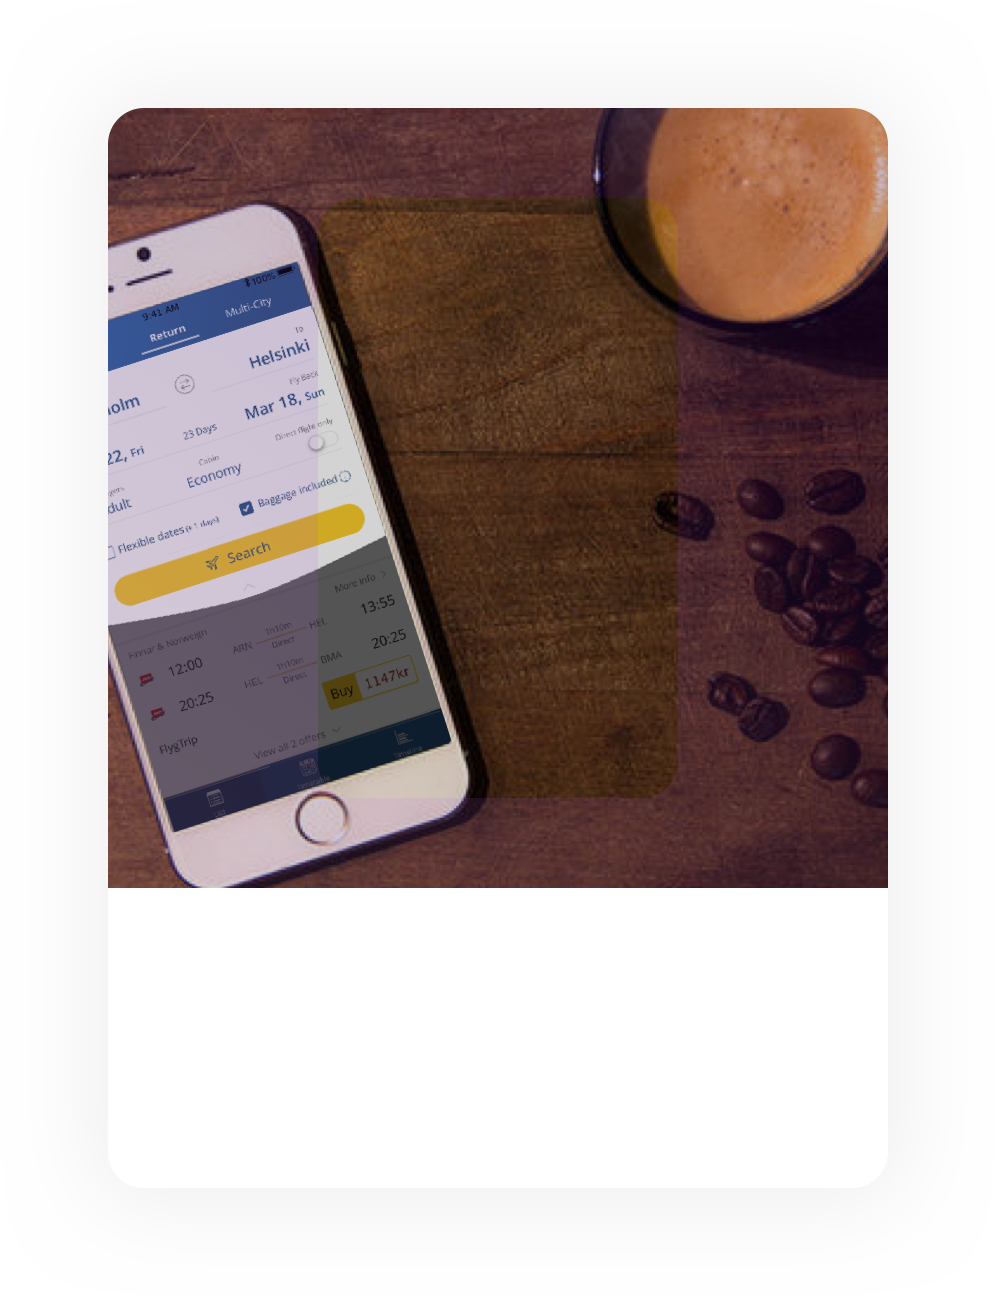 100%
9:41 AM
Return
Multi-City
To
olm
Helsinki
Fly Back
22, Fri
23 Days
Mar 18, Sun
Cabin
Direct flight only
dult
Economy
Flexible dates (+ 1 days)
Baggage included
Search
Finnar & Norweign
More info
12:00
ARN
1h10m
Direct
HEL
13:55
20:25
HEL
1h10m
Direct
BMA
20:25
FlygTrip
Buy
1147kr
View all 2 offers
Timeline